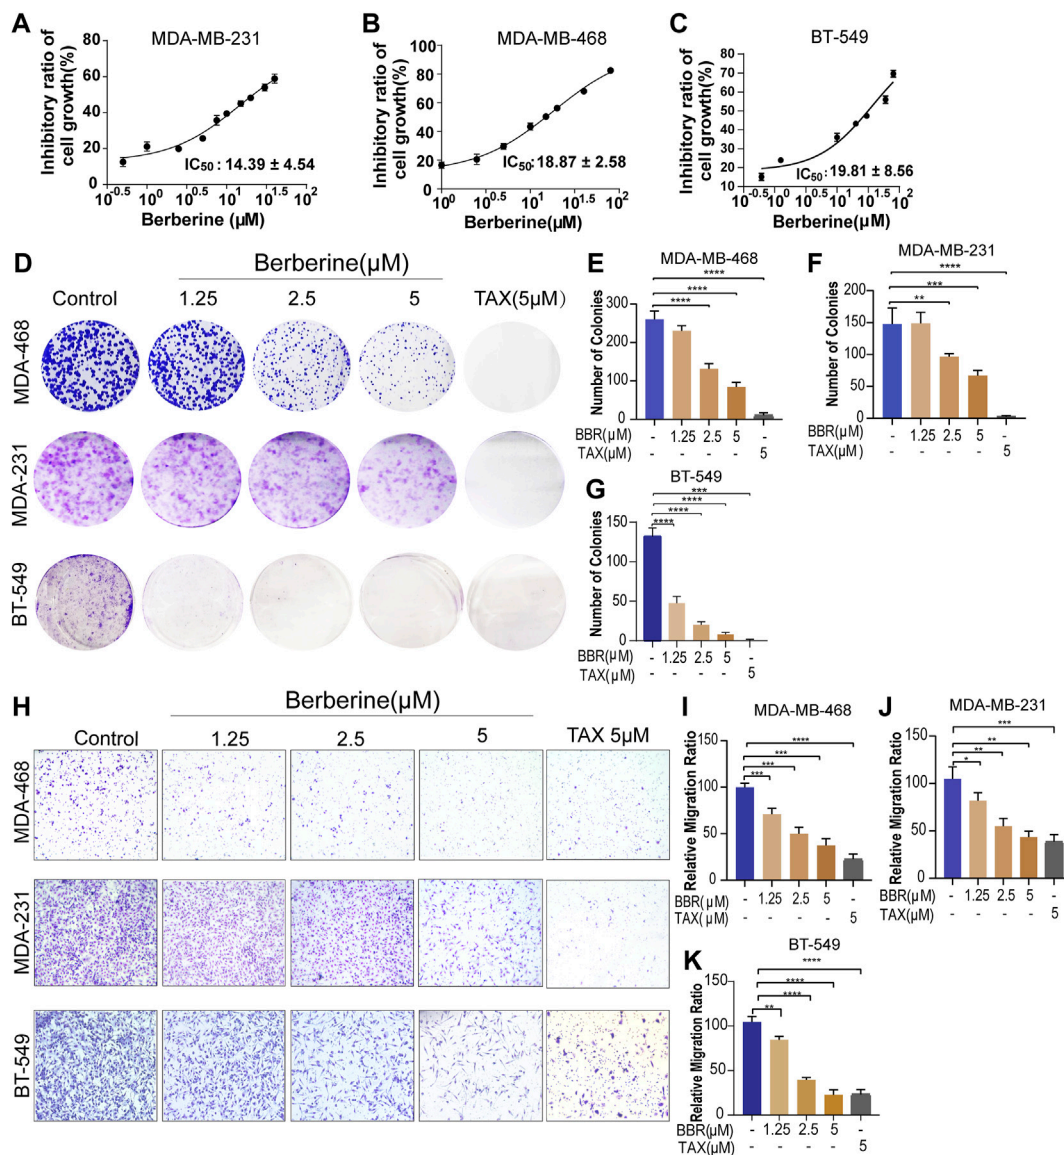 A
MDA-MB-231
Inhibitory ratio of
cell growth(%)
80
60
40
20
0
IC50 : 14.39 ± 4.54
10-0.5 100 100.5 101 101.5 102
Berberine (μM)
B
MDA-MB-468
Inhibitory ratio of
cell growth(%)
100
80
60
40
20
0
IC50: 18.87 ± 2.58
100 100.5 101 101.5 102
Berberine (μM)
C
BT-549
Inhibitory ratio of
cell growth(%)
80
70
60
50
40
30
20
10
IC50: 19.81 ± 8.56
10-0.5 100 100.5 101 101.5 102
Berberine(μM)
D
Berberine(μM)
Control 1.25 2.5 5 TAX(5μM)
MDA-468
MDA-231
BT-549
E
MDA-MB-468
Number of Colonies
300
200
100
0
****
****
****
BBR(μM) - 1.25 2.5 5 -
TAX(μM) - - - - 5
F
MDA-MB-231
Number of Colonies
200
150
100
50
0
****
***
**
BBR(μM) - 1.25 2.5 5 -
TAX(μM) - - - - 5
G
BT-549
Number of Colonies
150
100
50
0
***
****
****
****
BBR(μM) - 1.25 2.5 5 -
TAX(μM) - - - - 5
H
Berberine(μM)
Control 1.25 2.5 5 TAX 5μM
MDA-468
MDA-231
BT-549
I
MDA-MB-468
Relative Migration Ratio
150
100
50
0
****
***
***
***
BBR(μM) - 1.25 2.5 5 -
TAX(μM) - - - - 5
J
MDA-MB-231
Relative Migration Ratio
150
100
50
0
***
**
**
*
BBR(μM) - 1.25 2.5 5 -
TAX(μM) - - - - 5
K
BT-549
Relative Migration Ratio
150
100
50
0
****
****
****
**
BBR(μM) - 1.25 2.5 5 -
TAX(μM) - - - - 5